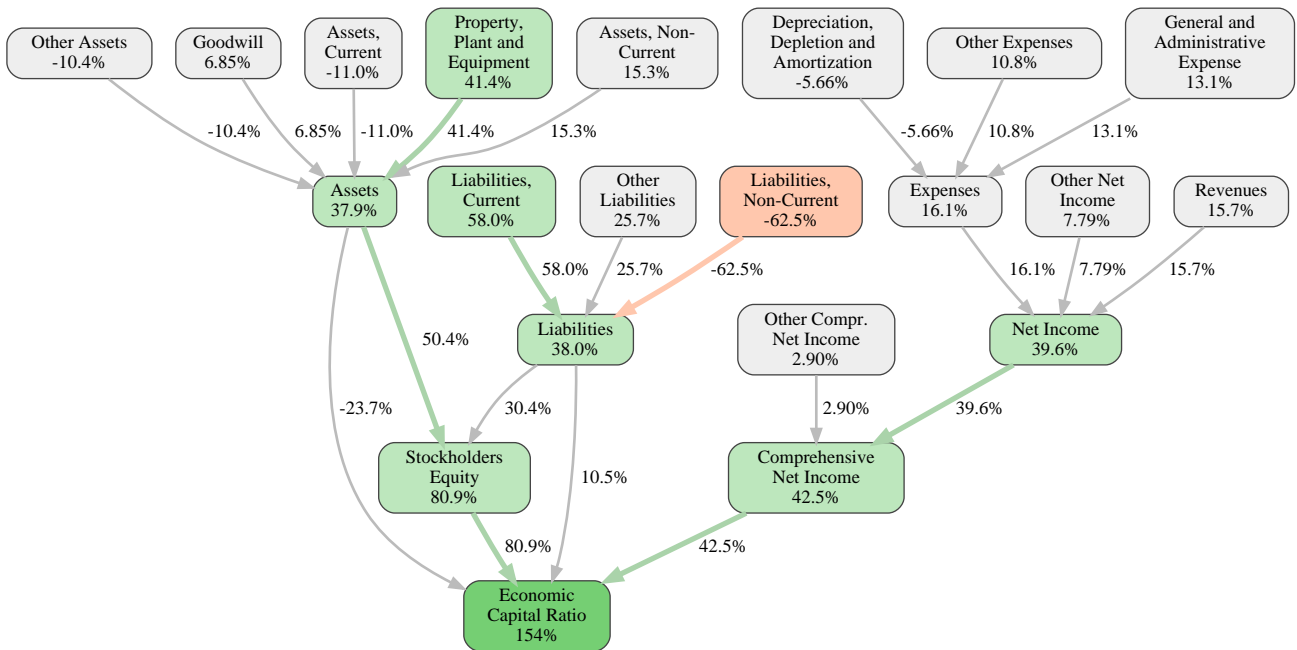 Other Assets
-10.4%
Goodwill
6.85%
Assets,
Current
-11.0%
Property,
Plant and
Equipment
41.4%
Assets, Non-
Current
15.3%
Depreciation,
Depletion and
Amortization
-5.66%
Other Expenses
10.8%
General and
Administrative
Expense
13.1%
-10.4%
6.85%
-11.0%
41.4%
15.3%
-5.66%
10.8%
13.1%
Assets
37.9%
Liabilities,
Current
58.0%
Other
Liabilities
25.7%
Liabilities,
Non-Current
-62.5%
Expenses
16.1%
Other Net
Income
7.79%
Revenues
15.7%
58.0%
25.7%
-62.5%
16.1%
7.79%
15.7%
50.4%
Liabilities
38.0%
Other Compr.
Net Income
2.90%
Net Income
39.6%
-23.7%
30.4%
2.90%
39.6%
Stockholders
Equity
80.9%
10.5%
Comprehensive
Net Income
42.5%
80.9%
42.5%
Economic
Capital Ratio
154%